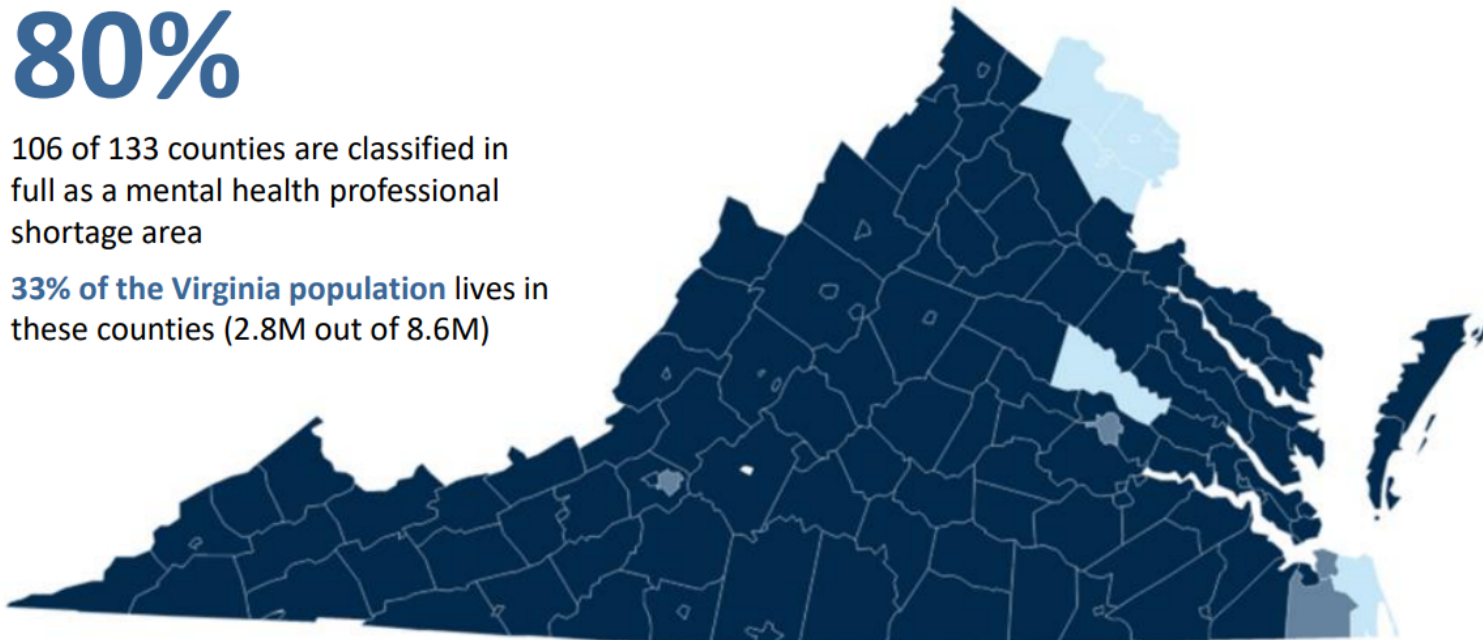 80%
106 of 133 counties are classified in
full as a mental health professional
shortage area
33% of the Virginia population lives in
these counties (2.8M out of 8.6M)